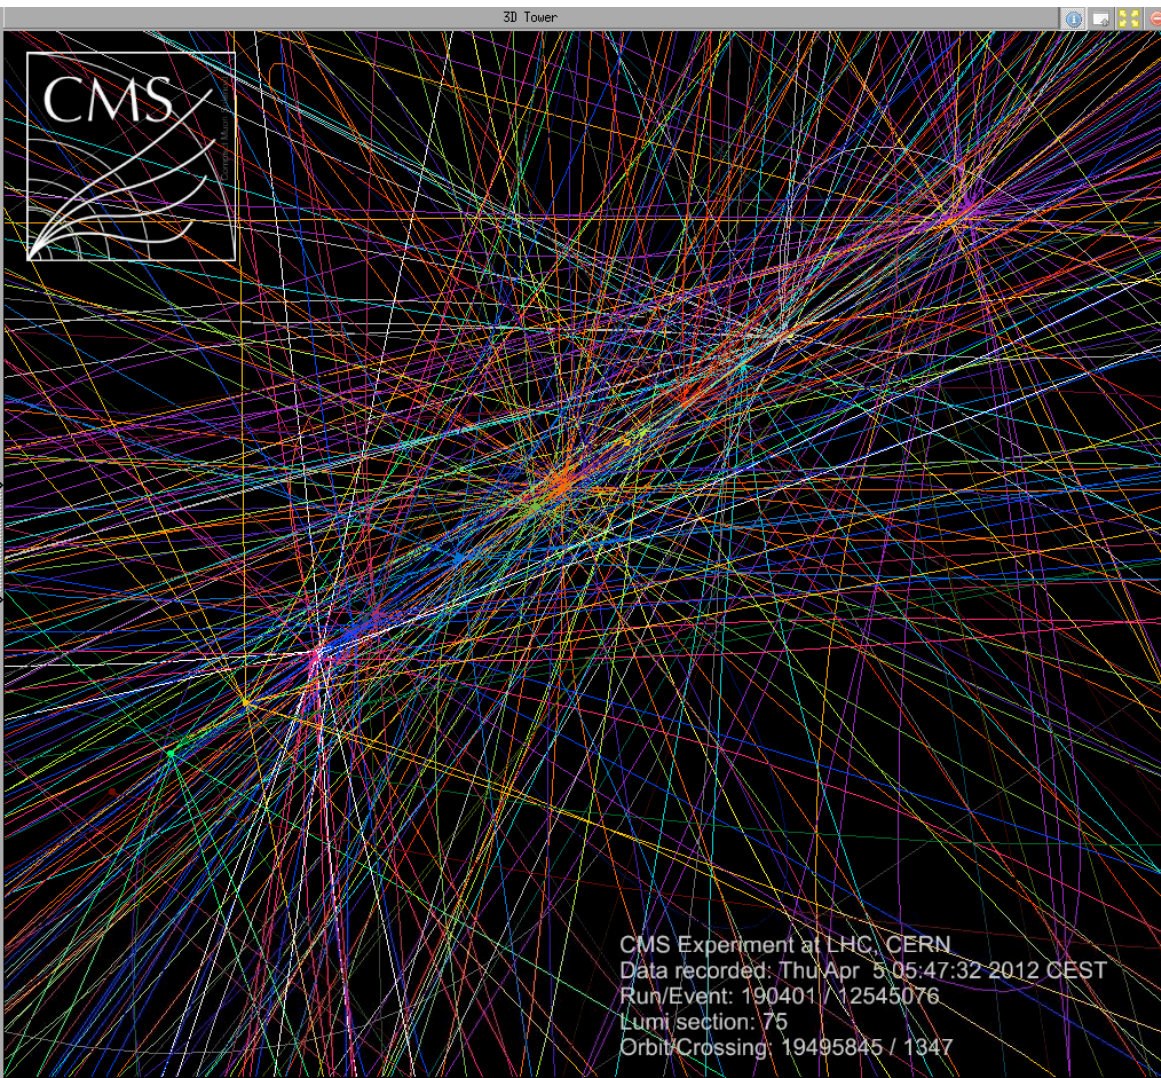 3D Tower
CMS
CMS Experiment at LHC, CERN
Data recorded: Thu Apr  5 05:47:32 2012 CEST
Run/Event: 190401 / 12545076
Lumi section: 75
Orbit/Crossing: 19495845 / 1347